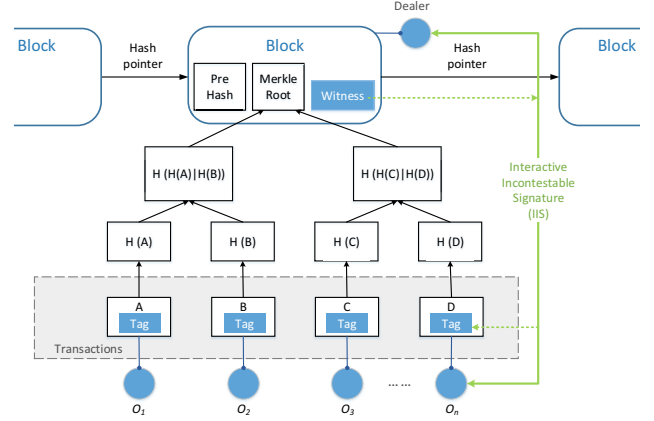 Dealer
Block
Block
Block
Hash
pointer
Hash
pointer
Pre
Hash
Merkle
Root
Witness
H (H(A)|H(B))
H (H(C)|H(D))
Interactive
Incontestable
Signature
(IIS)
H (A)
H (B)
H (C)
H (D)
A
B
C
D
Tag
Tag
Tag
Tag
Transactions
... ...
O1
O2
O3
On